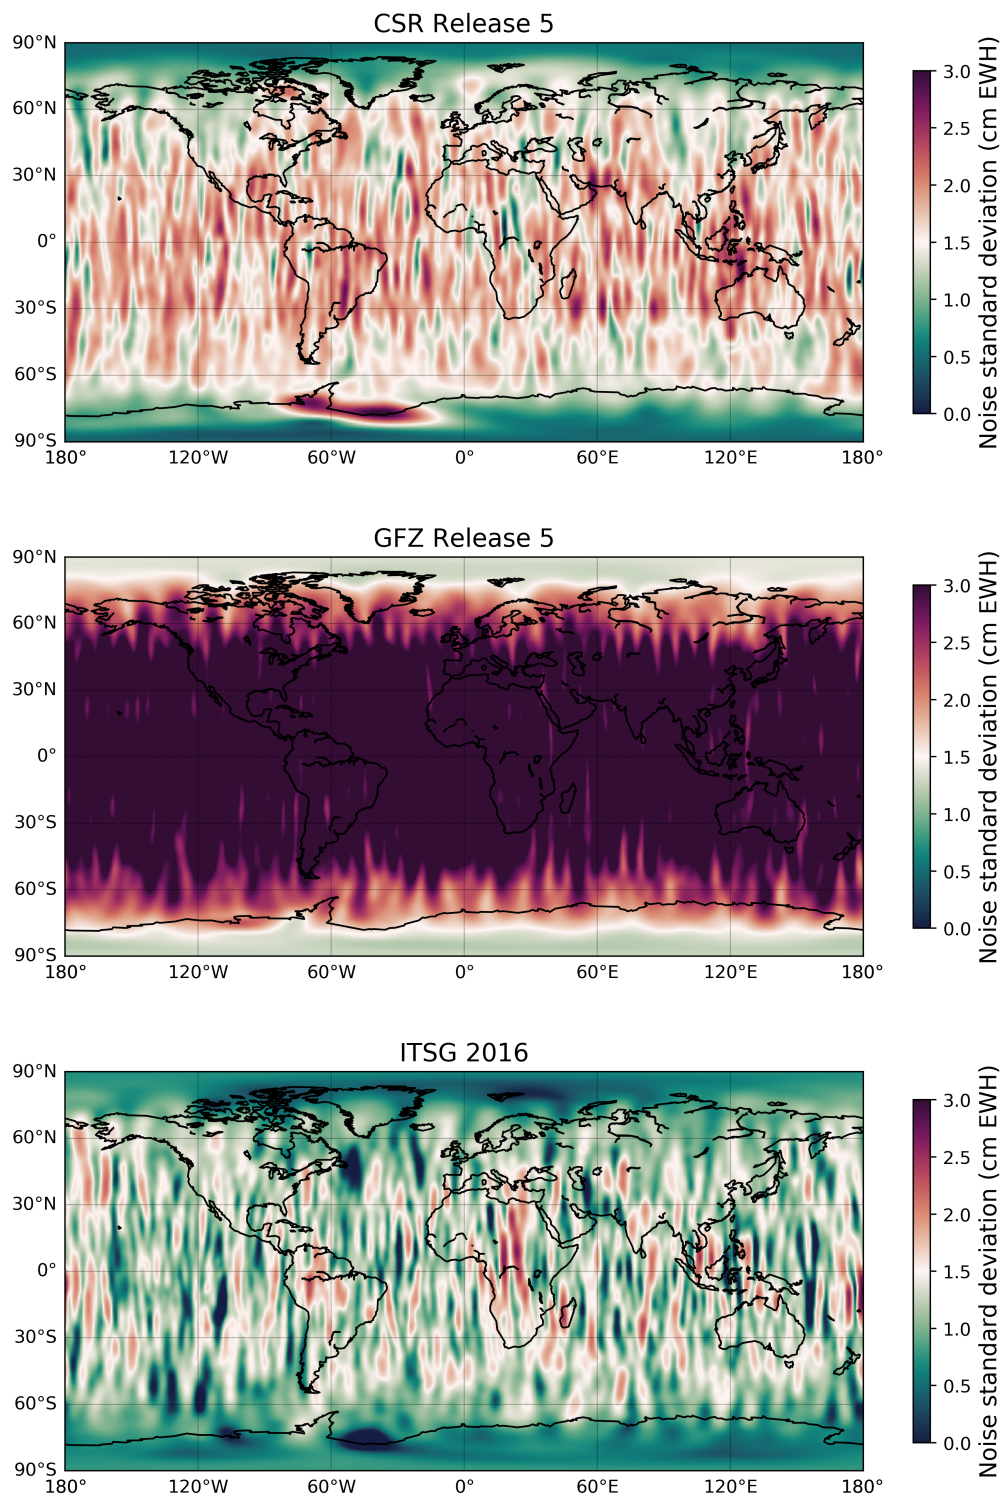 CSR Release 5
90°N
60°N
30°N
0°
30°S
60°S
90°S
180°
120°W
60°W
0°
60°E
120°E
180°
3.0
2.5
2.0
1.5
1.0
0.5
0.0
Noise standard deviation (cm EWH)
GFZ Release 5
90°N
60°N
30°N
0°
30°S
60°S
90°S
180°
120°W
60°W
0°
60°E
120°E
180°
3.0
2.5
2.0
1.5
1.0
0.5
0.0
Noise standard deviation (cm EWH)
ITSG 2016
90°N
60°N
30°N
0°
30°S
60°S
90°S
180°
120°W
60°W
0°
60°E
120°E
180°
3.0
2.5
2.0
1.5
1.0
0.5
0.0
Noise standard deviation (cm EWH)